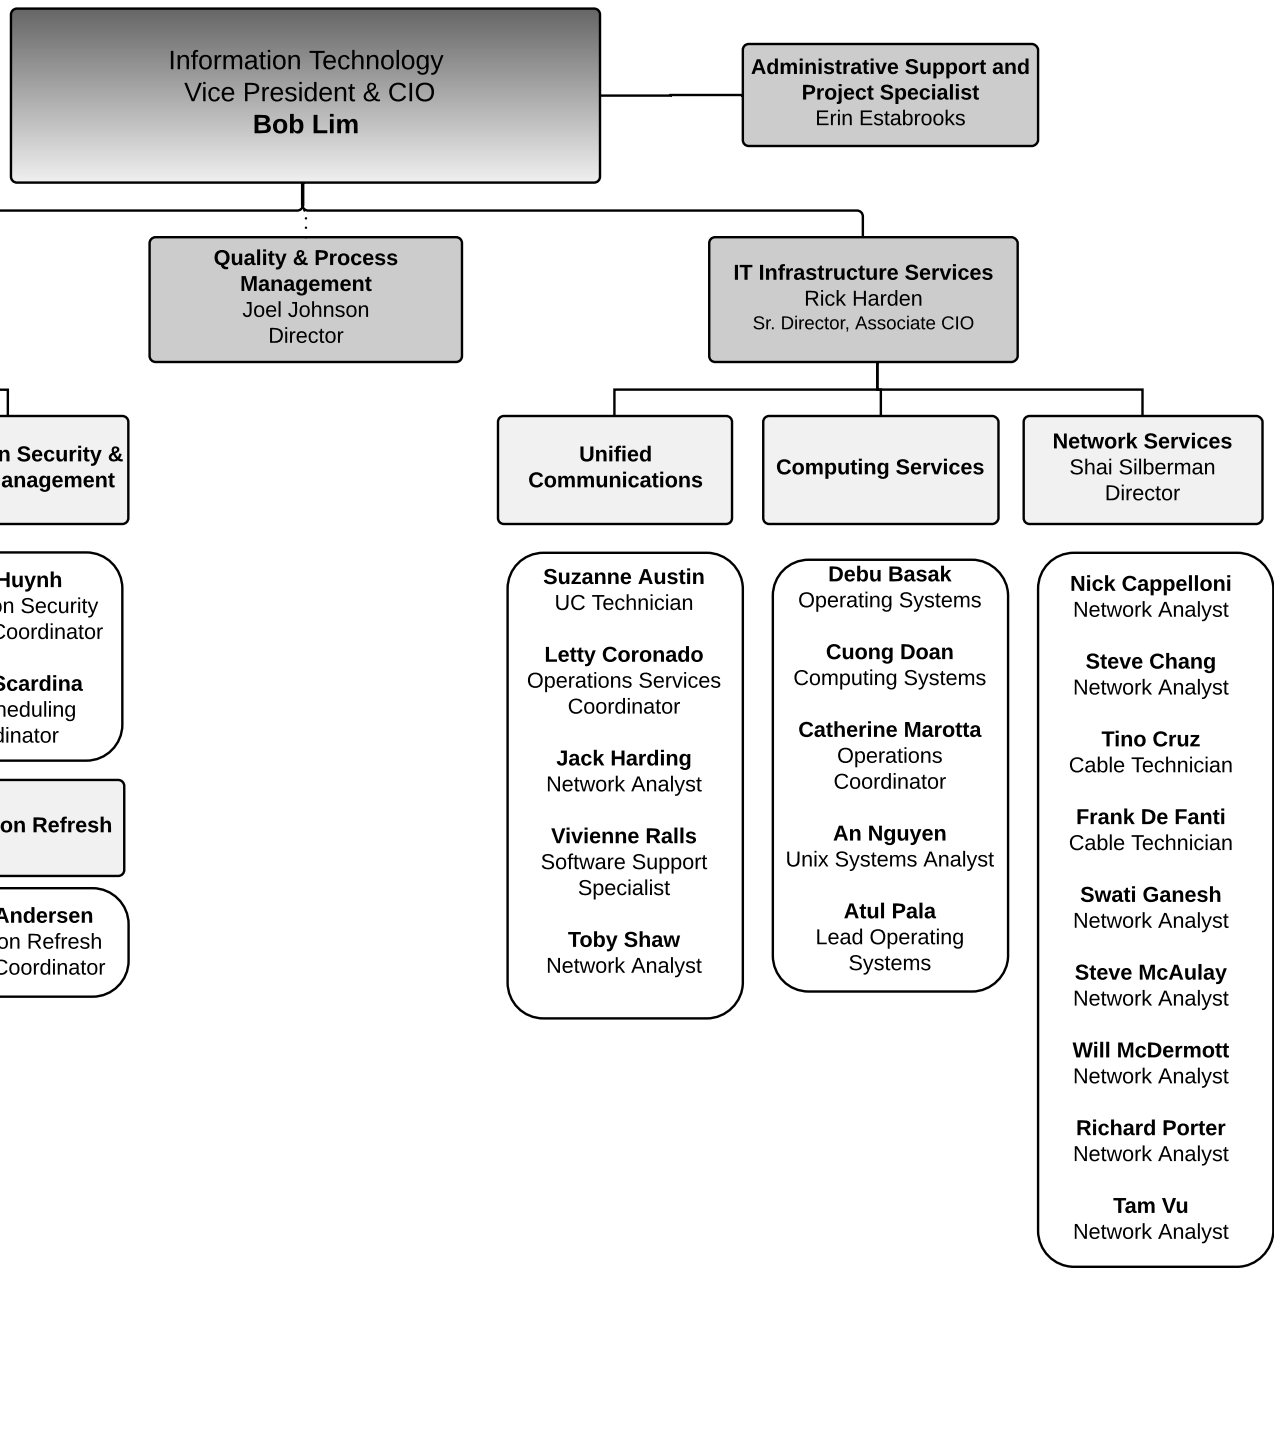 Information Technology
Vice President & CIO
Bob Lim
Administrative Support and
Project Specialist
Erin Estabrooks
Quality & Process
Management
Joel Johnson
Director
IT Infrastructure Services
Rick Harden
Sr. Director, Associate CIO
Security &
Unified
Communications
Computing Services
Network Services
Shai Silberman
Director
Huynh
Security
Coordinator
Scardina
Refresh
Andersen
Refresh
Coordinator
Suzanne Austin
UC Technician
Letty Coronado
Operations Services
Coordinator
Jack Harding
Network Analyst
Vivienne Ralls
Software Support
Specialist
Toby Shaw
Network Analyst
Debu Basak
Operating Systems
Cuong Doan
Computing Systems
Catherine Marotta
Operations
Coordinator
An Nguyen
Unix Systems Analyst
Atul Pala
Lead Operating
Systems
Nick Cappelloni
Network Analyst
Steve Chang
Network Analyst
Tino Cruz
Cable Technician
Frank De Fanti
Cable Technician
Swati Ganesh
Network Analyst
Steve McAulay
Network Analyst
Will McDermott
Network Analyst
Richard Porter
Network Analyst
Tam Vu
Network Analyst